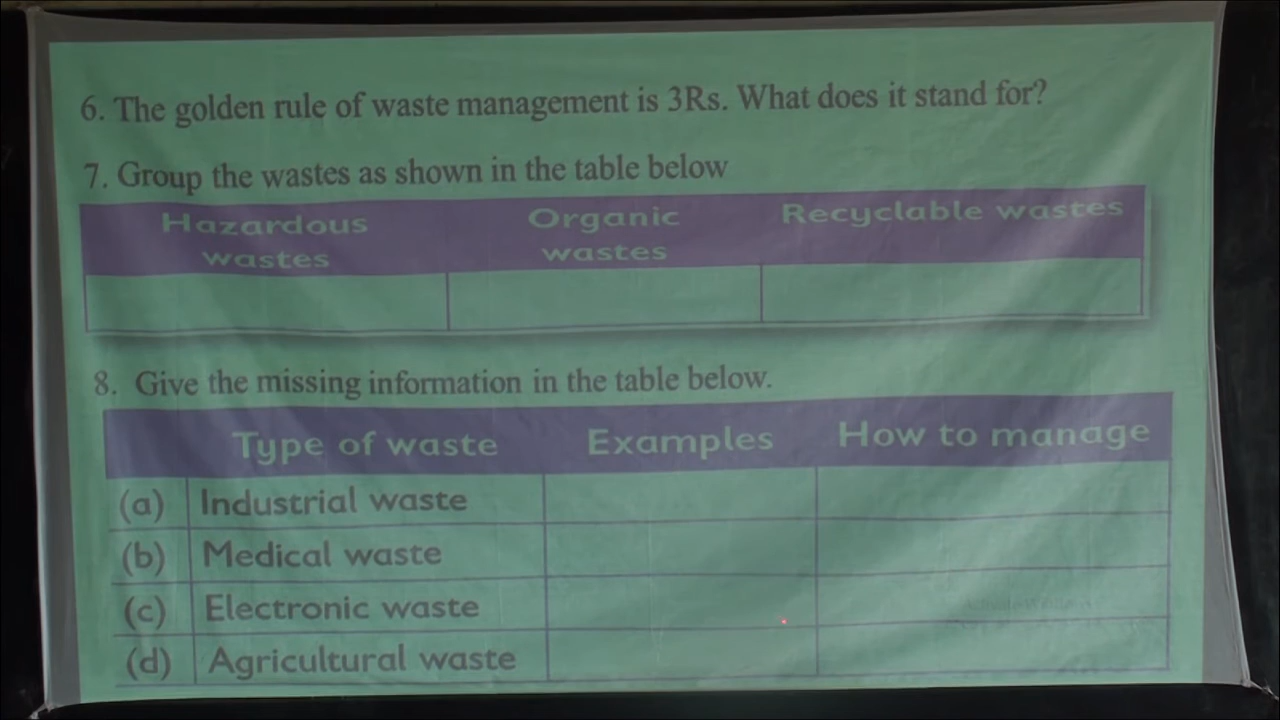 6. The golden rule of waste management is 3Rs. What does it stand for?
7. Group the wastes as shown in the table below
Hazardous wastes
Organic wastes
Recyclable wastes
8. Give the missing information in the table below.
Type of waste Examples How to manage
(a) Industrial waste
(b) Medical waste
(c) Electronic waste
(d) Agricultural waste